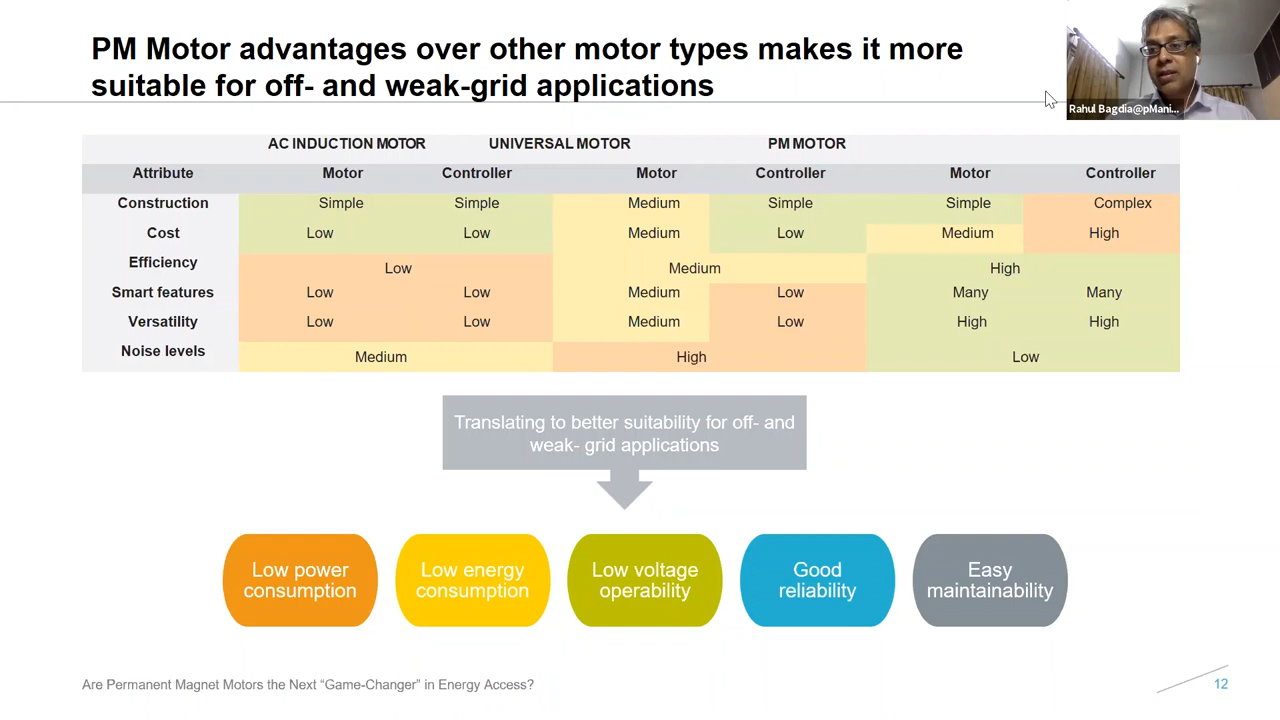 PM Motor advantages over other motor types makes it more
suitable for off- and weak-grid applications
Rahul Bagdia@pMani...
AC INDUCTION MOTOR UNIVERSAL MOTOR PM MOTOR
Attribute Motor Controller Motor Controller Motor Controller
Construction Simple Simple Medium Simple Simple Complex
Cost Low Low Medium Low Medium High
Efficiency Low Medium High
Smart features Low Low Medium Low Many Many
Versatility Low Low Medium Low High High
Noise levels Medium High Low
Translating to better suitability for off- and
weak- grid applications
Low power
consumption
Low energy
consumption
Low voltage
operability
Good
reliability
Easy
maintainability
Are Permanent Magnet Motors the Next “Game-Changer” in Energy Access?
12